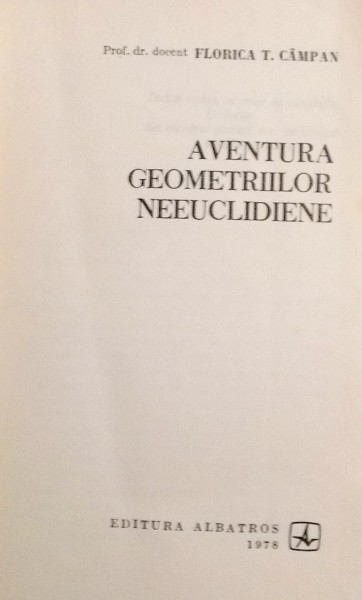 Prof. dr. docent FLORICA T. CÂMPAN
AVENTURA
GEOMETRIILOR
NEEUCLIDIENE
EDITURA ALBATROS
1978